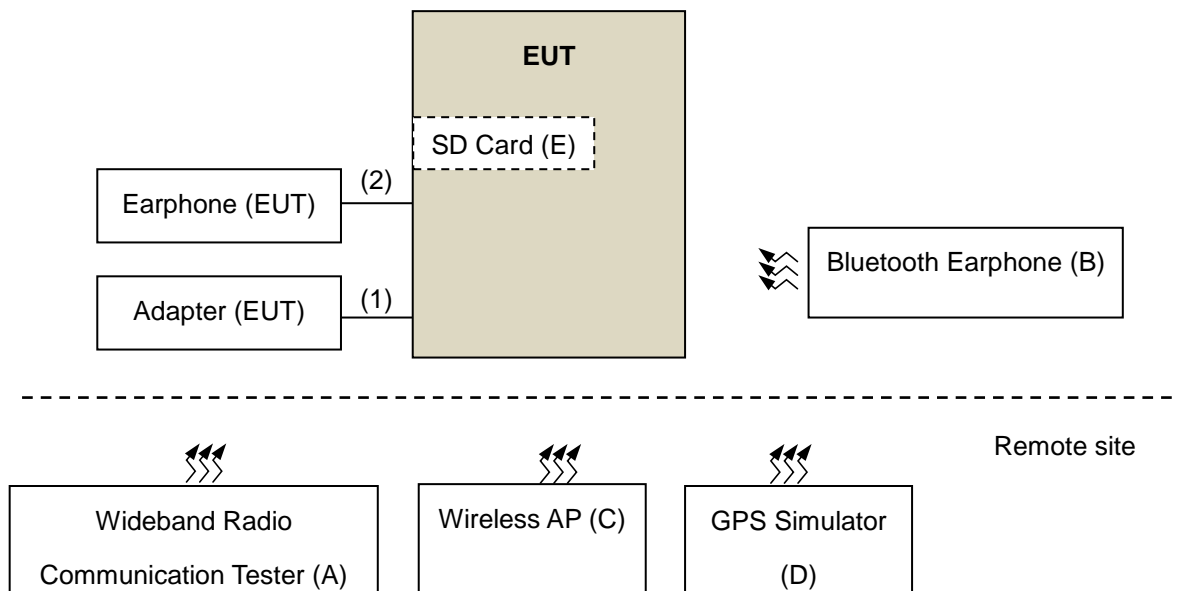 EUT
SD Card (E)
(2)
Earphone (EUT)
Bluetooth Earphone (B)
(1)
Adapter (EUT)
Remote site
Wideband Radio
Communication Tester (A)
Wireless AP (C)
GPS Simulator
(D)